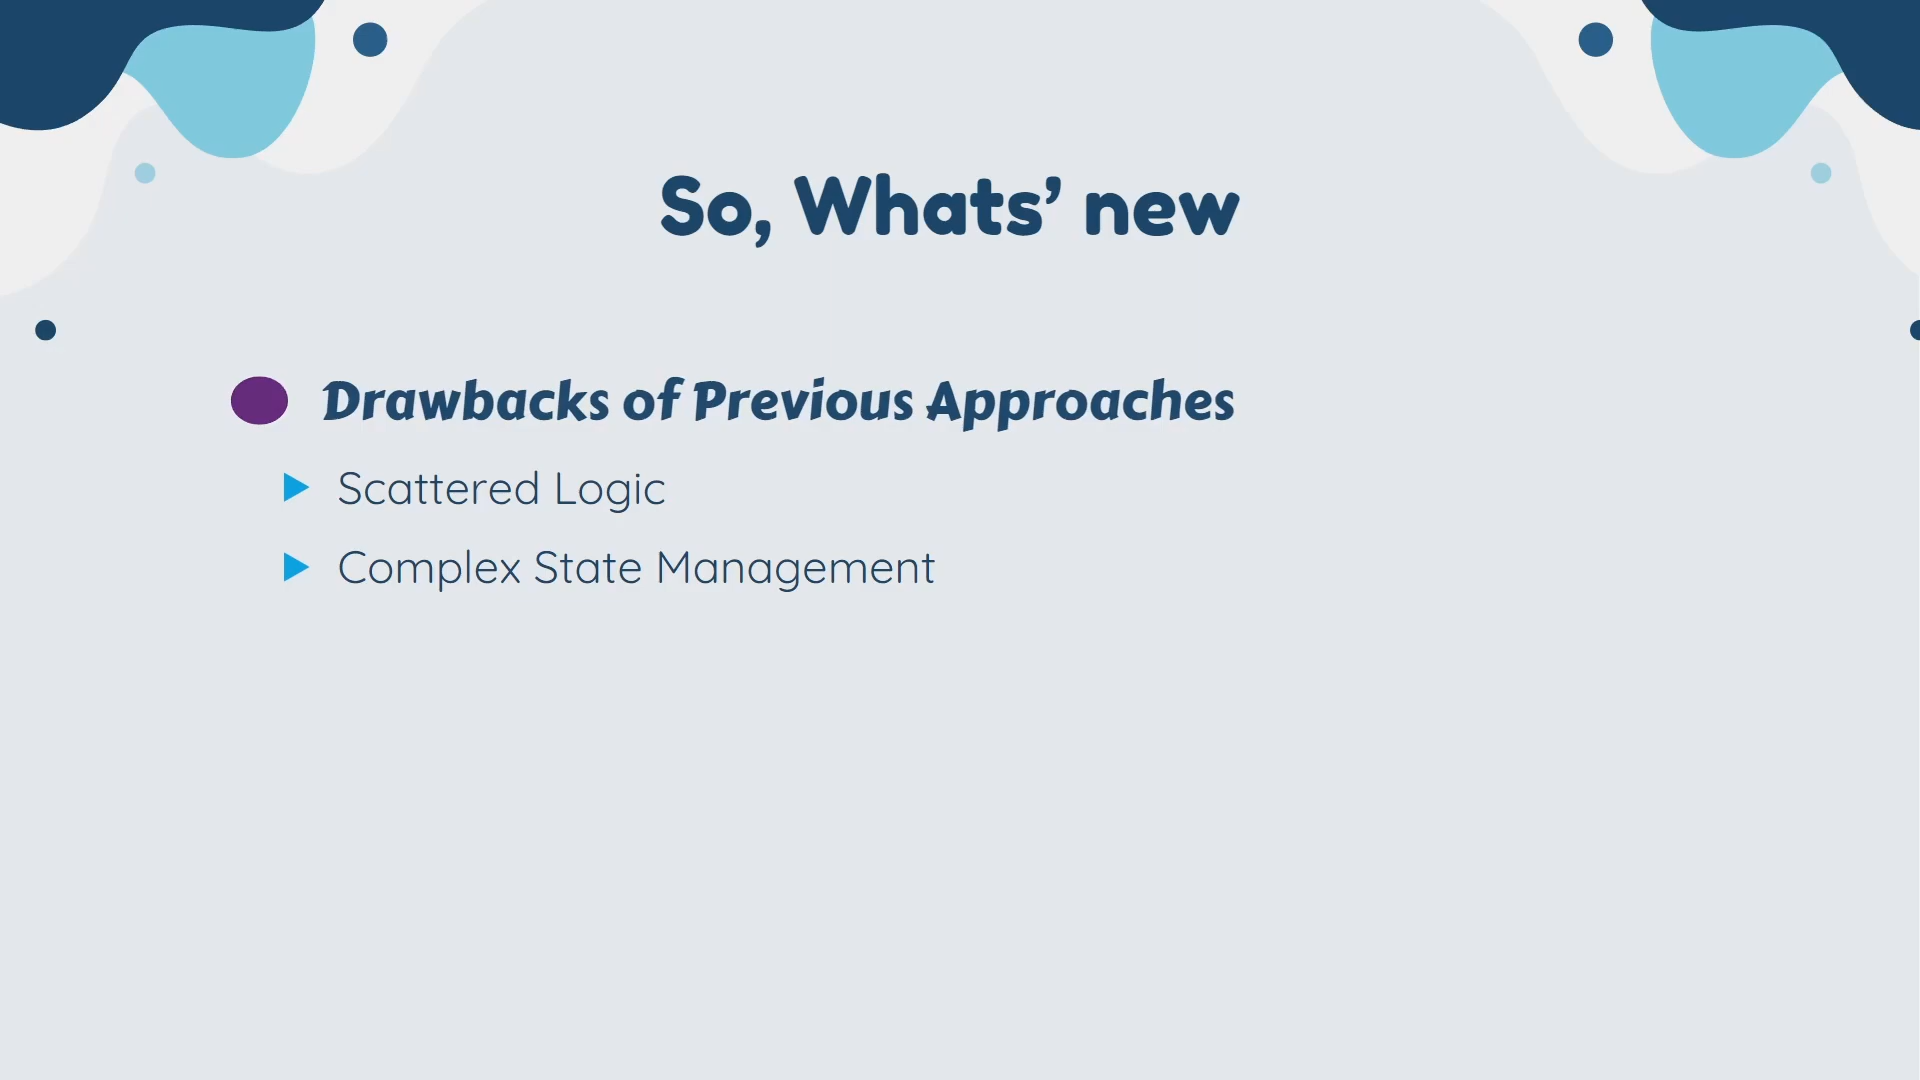 So, Whats’ new
Drawbacks of Previous Approaches
Scattered Logic
Complex State Management